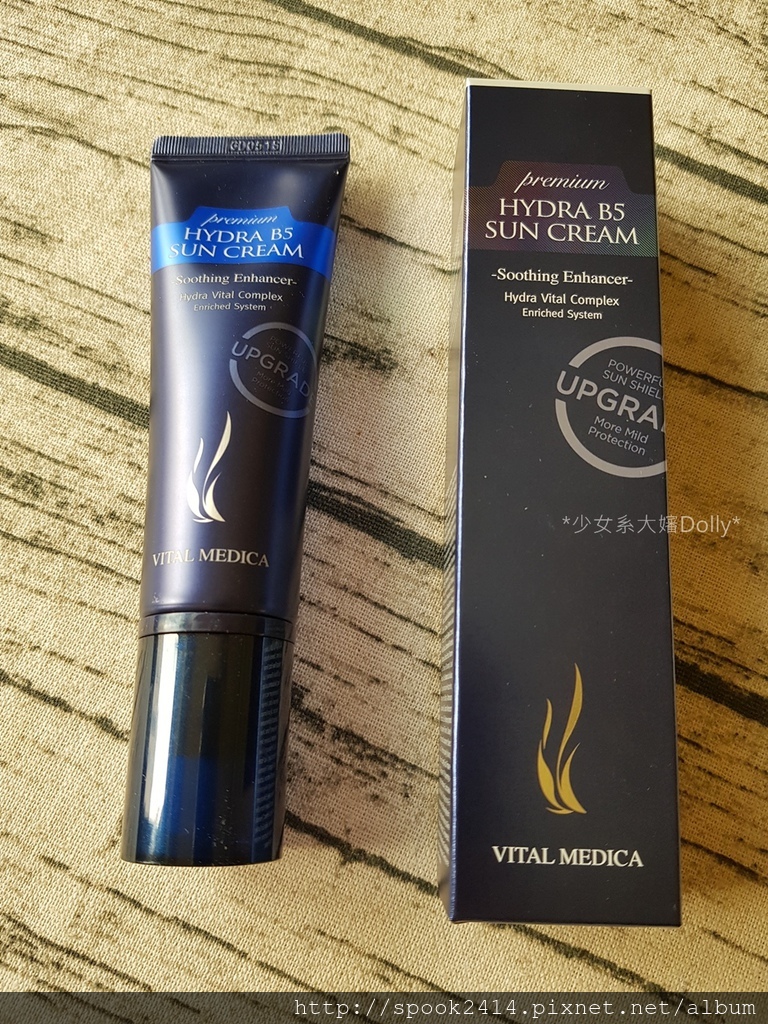 premium
HYDRA B5
SUN CREAM
-Soothing Enhancer-
Hydra Vital Complex
Enriched System
UPGRAD
VITAL MEDICA
premium
HYDRA B5
SUN CREAM
-Soothing Enhancer-
Hydra Vital Complex
Enriched System
POWERFU
SUN SHIEL
UPGRA
More Mild
Protection
*少女系大嬸Dolly*
VITAL MEDICA
http://spook2414.pixnet.net/album